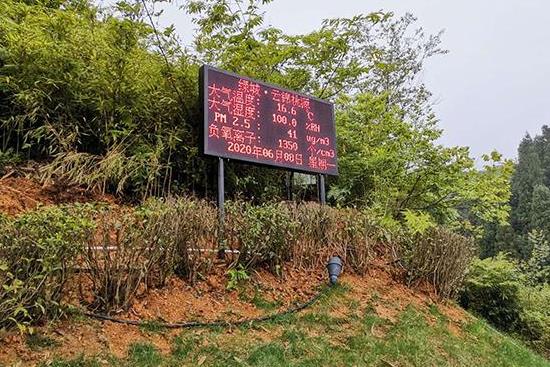 绿城·云锦桃源
大气温度: 16.6 ℃
大气湿度: 100.0 %RH
PM 2.5 : 41 ug/m3
负氧离子: 1350 个/cm3
2020年06月08日 星期一